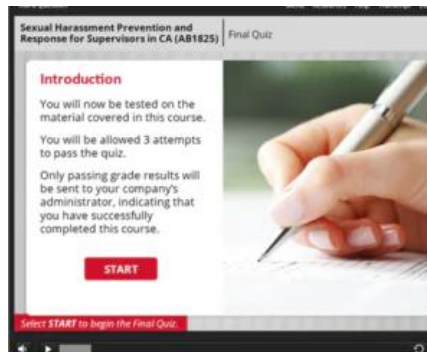 Sexual Harassment Prevention and
Response for Supervisors in CA (AB1825)
Final Quiz
Introduction
You will now be tested on the
material covered in this course.
You will be allowed 3 attempts
to pass the quiz.
Only passing grade results will
be sent to your company's
administrator, indicating that
you have successfully
completed this course.
START
Select START to begin the Final Quiz.